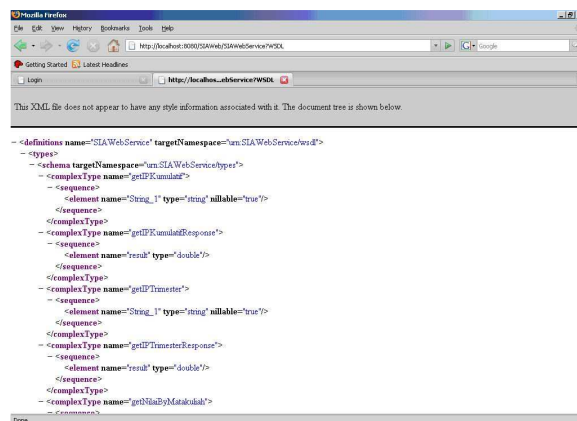 Mozilla Firefox
File Edit View History Bookmarks Tools Help
http://localhost:8080/SIAWeb/SIAWebService?WSDL
Google
Getting Started Latest Headlines
Login http://localhos...ebService?WSDL
This XML file does not appear to have any style information associated with it. The document tree is shown below.
− <definitions name="SIAWebService" targetNamespace="urn:SIAWebService/wsdl">
− <types>
− <schema targetNamespace="urn:SIAWebService/types">
− <complexType name="getIPKumulatif">
− <sequence>
<element name="String_1" type="string" nillable="true"/>
</sequence>
</complexType>
− <complexType name="getIPKumulatifResponse">
− <sequence>
<element name="result" type="double"/>
</sequence>
</complexType>
− <complexType name="getIPTrimester">
− <sequence>
<element name="String_1" type="string" nillable="true"/>
</sequence>
</complexType>
− <complexType name="getIPTrimesterResponse">
− <sequence>
<element name="result" type="double"/>
</sequence>
</complexType>
− <complexType name="getNilaiByMatakuliah">
− <sequence>
Done